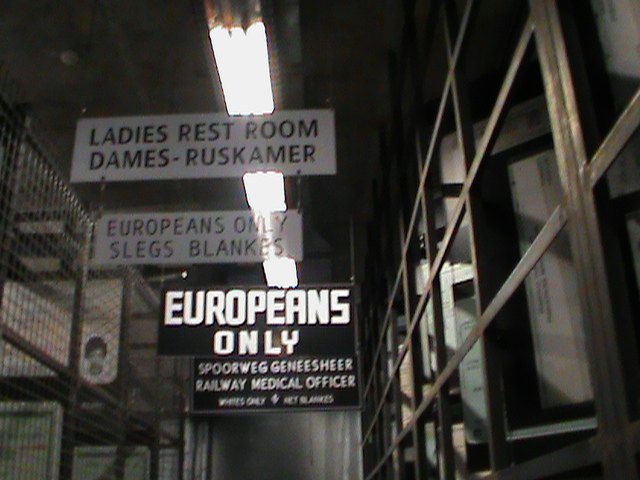 LADIES REST ROOM
DAMES-RUSKAMER
EUROPEANS ONLY
SLEGS BLANKES
EUROPEANS
ONLY
SPOORWEG GENEESHEER
RAILWAY MEDICAL OFFICER
WHITES ONLY NET BLANKES